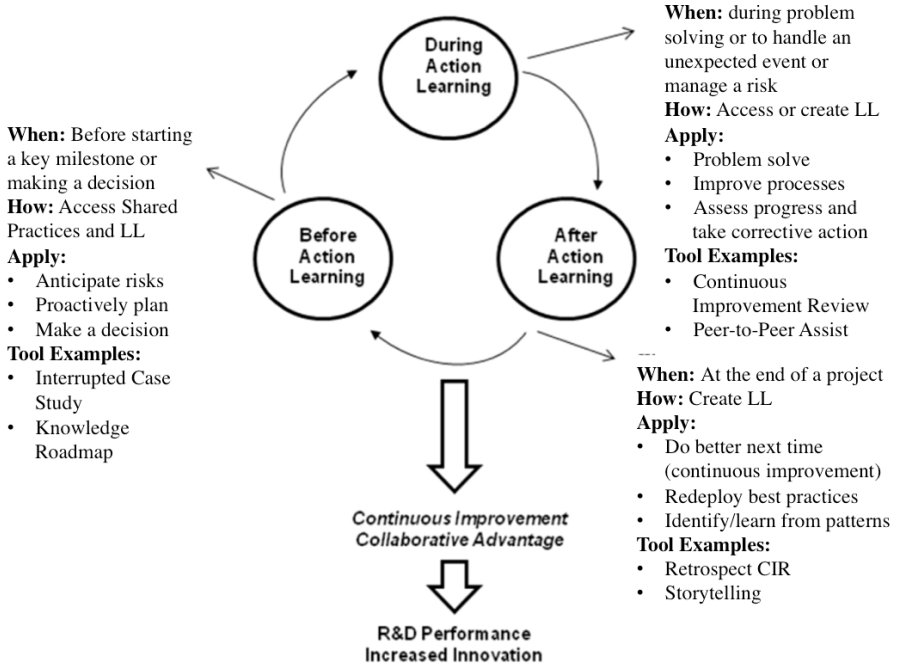 During
Action
Learning
When: during problem
solving or to handle an
unexpected event or
manage a risk
How: Access or create LL
Apply:
• Problem solve
• Improve processes
• Assess progress and
take corrective action
Tool Examples:
• Continuous
Improvement Review
• Peer-to-Peer Assist
When: Before starting
a key milestone or
making a decision
How: Access Shared
Practices and LL
Apply:
• Anticipate risks
• Proactively plan
• Make a decision
Tool Examples:
• Interrupted Case
Study
• Knowledge
Roadmap
Before
Action
Learning
After
Action
Learning
When: At the end of a project
How: Create LL
Apply:
• Do better next time
(continuous improvement)
• Redeploy best practices
• Identify/learn from patterns
Tool Examples:
• Retrospect CIR
• Storytelling
Continuous Improvement
Collaborative Advantage
R&D Performance
Increased Innovation